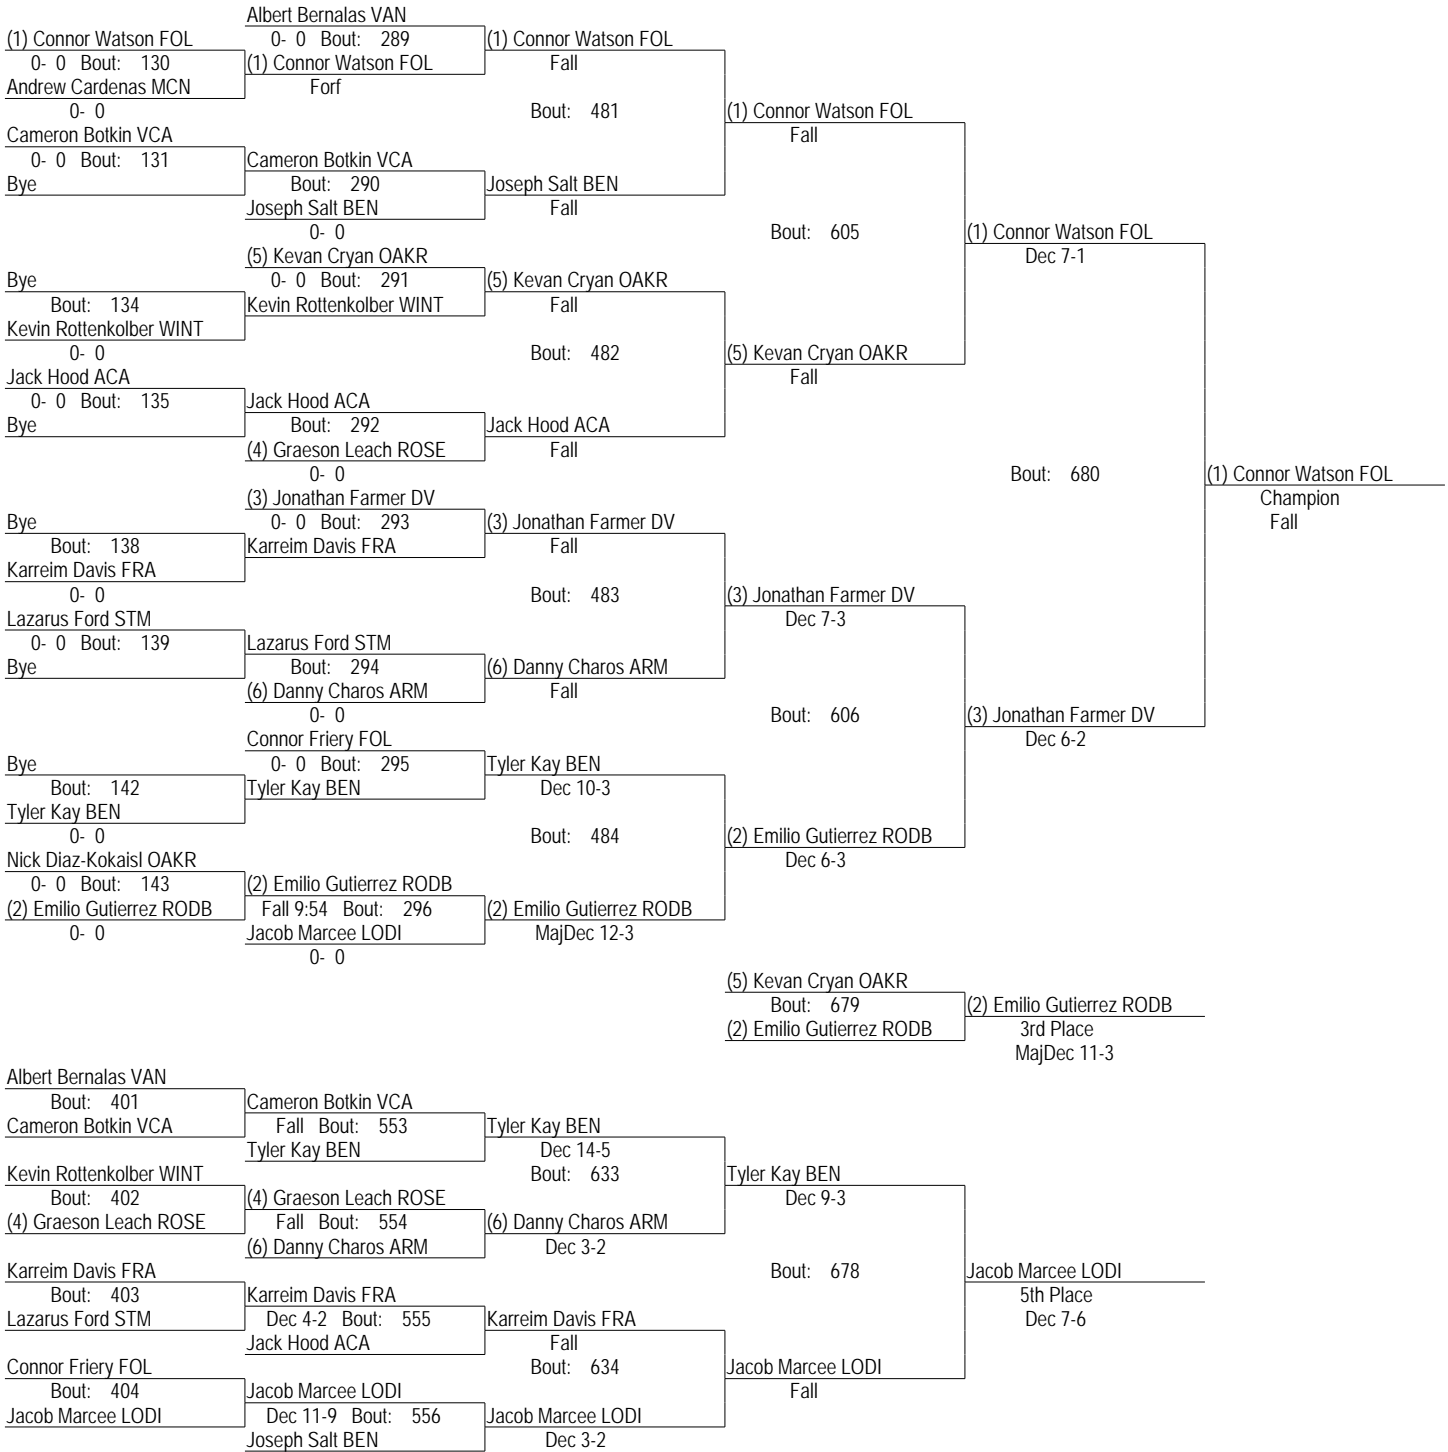 Albert Bernalas VAN
(1) Connor Watson FOL
0- 0 Bout: 289
(1) Connor Watson FOL
0- 0 Bout: 130
(1) Connor Watson FOL
Fall
Andrew Cardenas MCN
Forf
0- 0
Bout: 481
(1) Connor Watson FOL
Cameron Botkin VCA
Fall
0- 0 Bout: 131
Cameron Botkin VCA
Bye
Bout: 290
Joseph Salt BEN
Joseph Salt BEN
Fall
0- 0
Bout: 605
(1) Connor Watson FOL
(5) Kevan Cryan OAKR
Dec 7-1
Bye
0- 0 Bout: 291
(5) Kevan Cryan OAKR
Bout: 134
Kevin Rottenkolber WINT
Fall
Kevin Rottenkolber WINT
0- 0
Bout: 482
(5) Kevan Cryan OAKR
Jack Hood ACA
Fall
0- 0 Bout: 135
Jack Hood ACA
Bye
Bout: 292
Jack Hood ACA
(4) Graeson Leach ROSE
Fall
0- 0
Bout: 680
(1) Connor Watson FOL
(3) Jonathan Farmer DV
Champion
Bye
0- 0 Bout: 293
(3) Jonathan Farmer DV
Fall
Bout: 138
Karreim Davis FRA
Fall
Karreim Davis FRA
0- 0
Bout: 483
(3) Jonathan Farmer DV
Lazarus Ford STM
Dec 7-3
0- 0 Bout: 139
Lazarus Ford STM
Bye
Bout: 294
(6) Danny Charos ARM
(6) Danny Charos ARM
Fall
0- 0
Bout: 606
(3) Jonathan Farmer DV
Connor Friery FOL
Dec 6-2
Bye
0- 0 Bout: 295
Tyler Kay BEN
Bout: 142
Tyler Kay BEN
Dec 10-3
Tyler Kay BEN
0- 0
Bout: 484
(2) Emilio Gutierrez RODB
Nick Diaz-Kokaisl OAKR
Dec 6-3
0- 0 Bout: 143
(2) Emilio Gutierrez RODB
(2) Emilio Gutierrez RODB
Fall 9:54 Bout: 296
(2) Emilio Gutierrez RODB
0- 0
Jacob Marcee LODI
MajDec 12-3
0- 0
(5) Kevan Cryan OAKR
Bout: 679
(2) Emilio Gutierrez RODB
(2) Emilio Gutierrez RODB
3rd Place
MajDec 11-3
Albert Bernalas VAN
Bout: 401
Cameron Botkin VCA
Cameron Botkin VCA
Fall Bout: 553
Tyler Kay BEN
Tyler Kay BEN
Dec 14-5
Kevin Rottenkolber WINT
Bout: 633
Tyler Kay BEN
Bout: 402
(4) Graeson Leach ROSE
Dec 9-3
(4) Graeson Leach ROSE
Fall Bout: 554
(6) Danny Charos ARM
(6) Danny Charos ARM
Dec 3-2
Karreim Davis FRA
Bout: 678
Jacob Marcee LODI
Bout: 403
Karreim Davis FRA
5th Place
Lazarus Ford STM
Dec 4-2 Bout: 555
Karreim Davis FRA
Dec 7-6
Jack Hood ACA
Fall
Connor Friery FOL
Bout: 634
Jacob Marcee LODI
Bout: 404
Jacob Marcee LODI
Fall
Jacob Marcee LODI
Dec 11-9 Bout: 556
Jacob Marcee LODI
Joseph Salt BEN
Dec 3-2